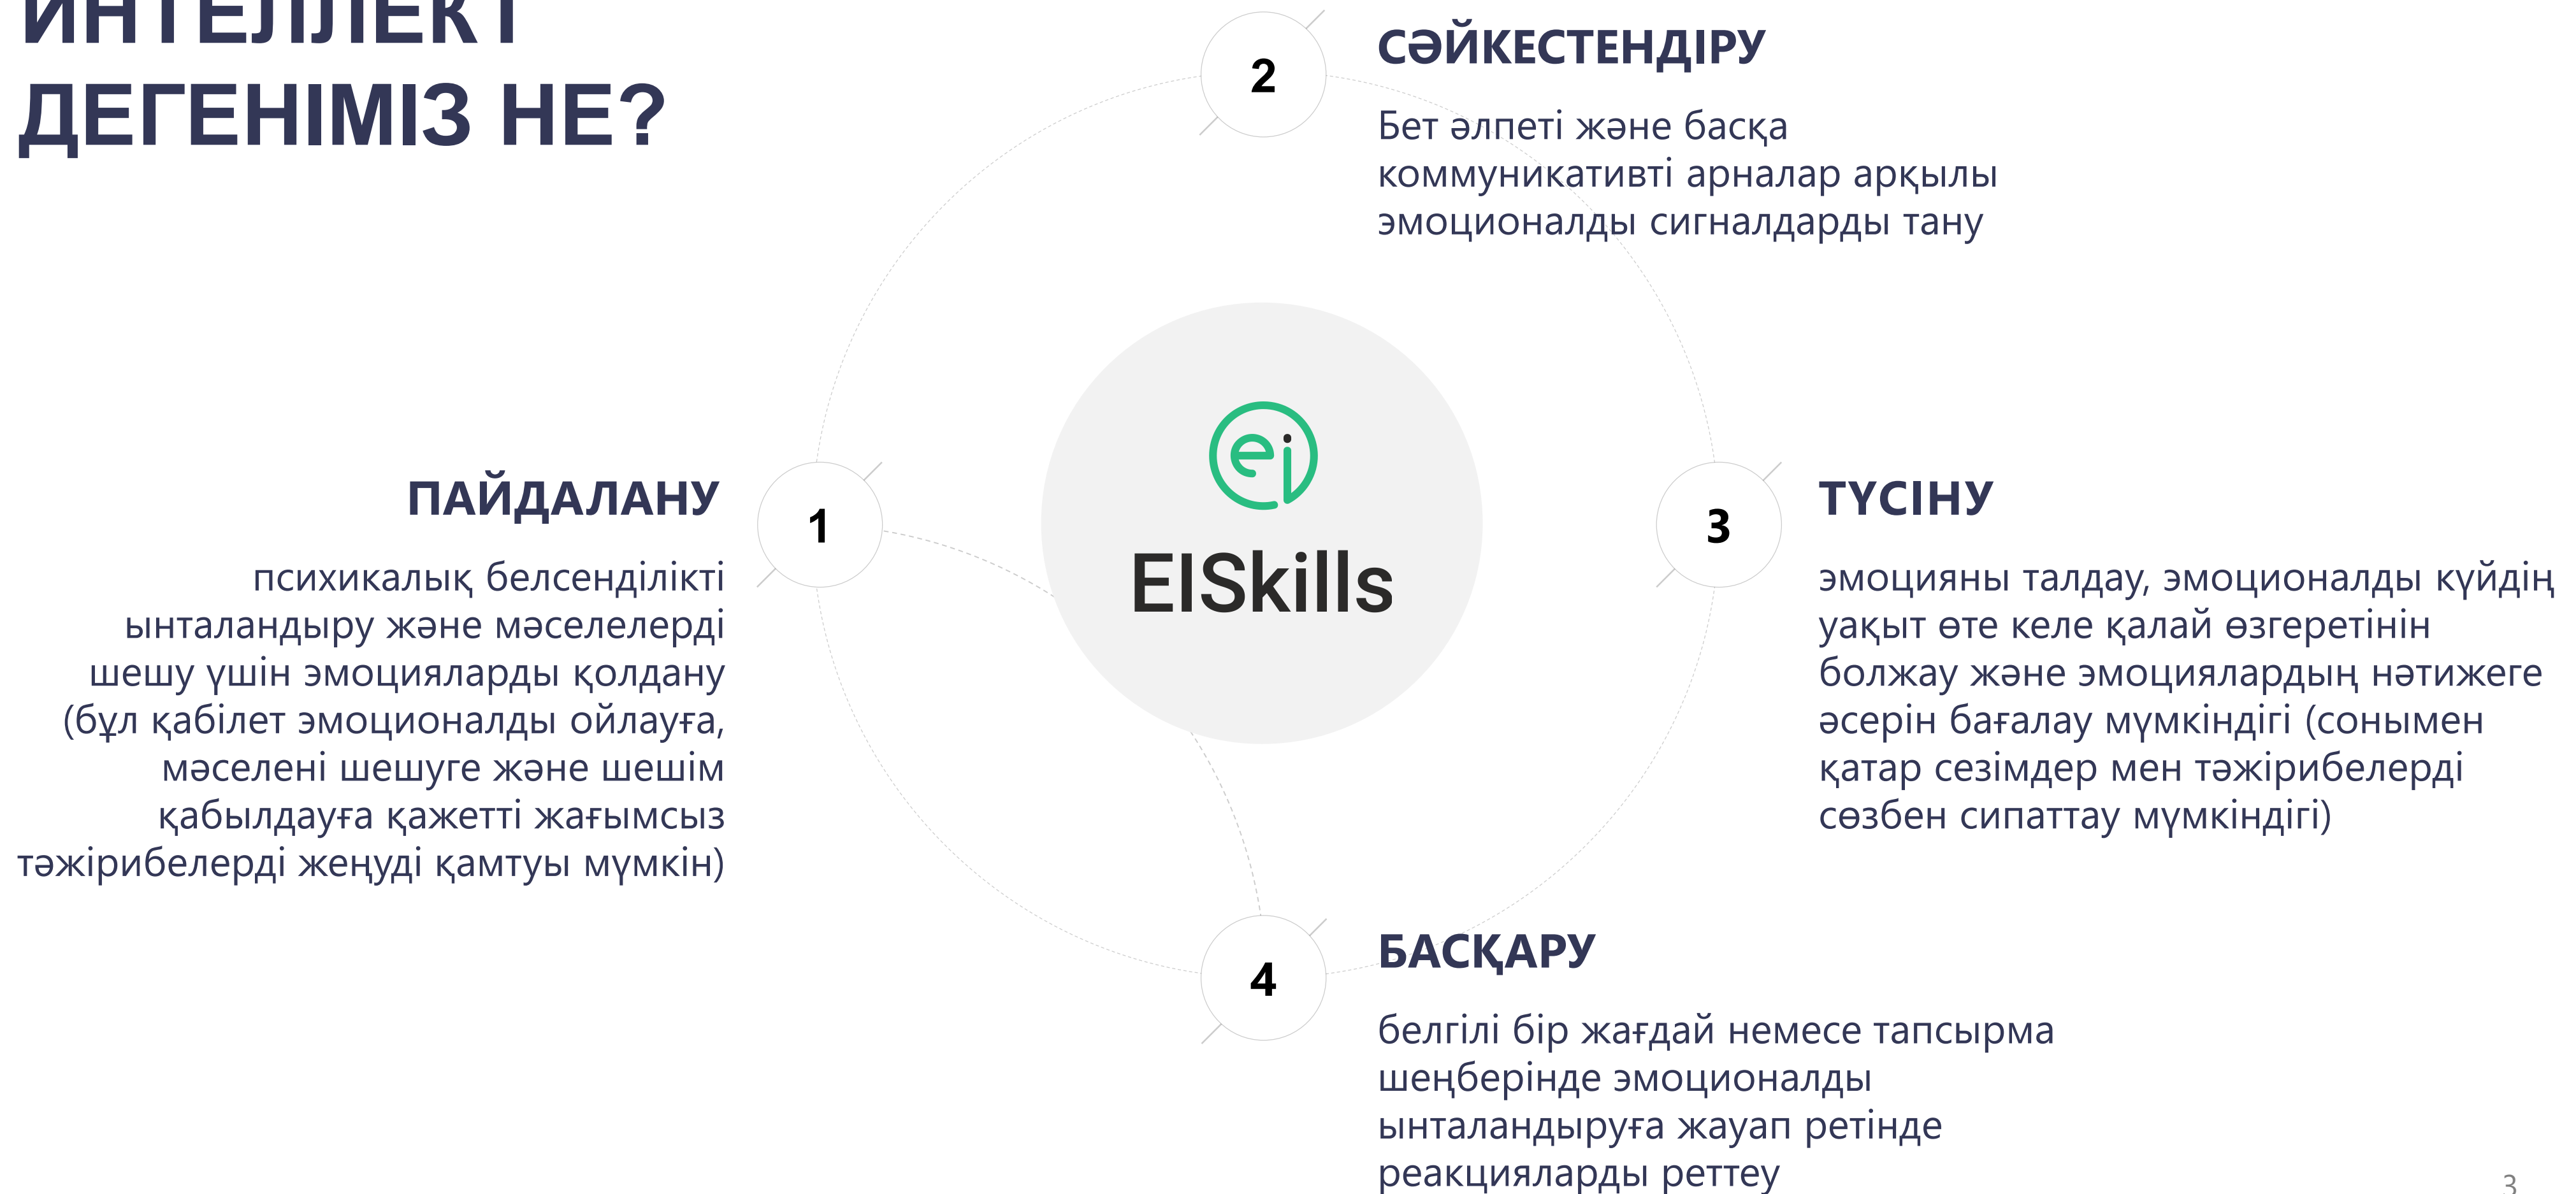 ИНТЕЛЛЕКТ
ДЕГЕНІМІЗ НЕ?
1
ПАЙДАЛАНУ
психикалық белсенділікті
ынталандыру және мәселелерді
шешу үшін эмоцияларды қолдану
(бұл қабілет эмоционалды ойлауға,
мәселені шешуге және шешім
қабылдауға қажетті жағымсыз
тәжірибелерді жеңуді қамтуы мүмкін)
2
СӘЙКЕСТЕНДІРУ
Бет әлпеті және басқа
коммуникативті арналар арқылы
эмоционалды сигналдарды тану
ei
EISkills
3
ТҮСІНУ
эмоцияны талдау, эмоционалды күйдің
уақыт өте келе қалай өзгеретінін
болжау және эмоциялардың нәтижеге
әсерін бағалау мүмкіндігі (сонымен
қатар сезімдер мен тәжірибелерді
сөзбен сипаттау мүмкіндігі)
4
БАСҚАРУ
белгілі бір жағдай немесе тапсырма
шеңберінде эмоционалды
ынталандыруға жауап ретінде
реакцияларды реттеу
3